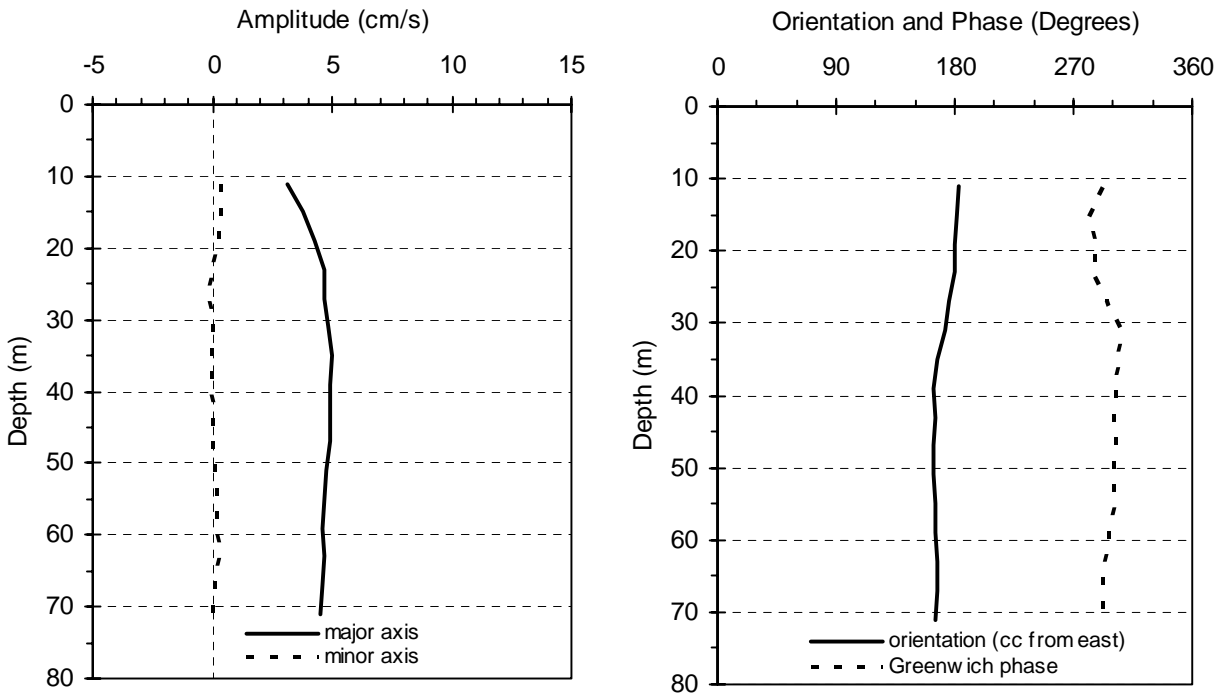 Amplitude (cm/s)
-5 0 5 10 15
0
10
20
30
40
50
60
70
80
Depth (m)
major axis
minor axis
Orientation and Phase (Degrees)
0 90 180 270 360
0
10
20
30
40
50
60
70
80
Depth (m)
orientation (cc from east)
Greenwich phase